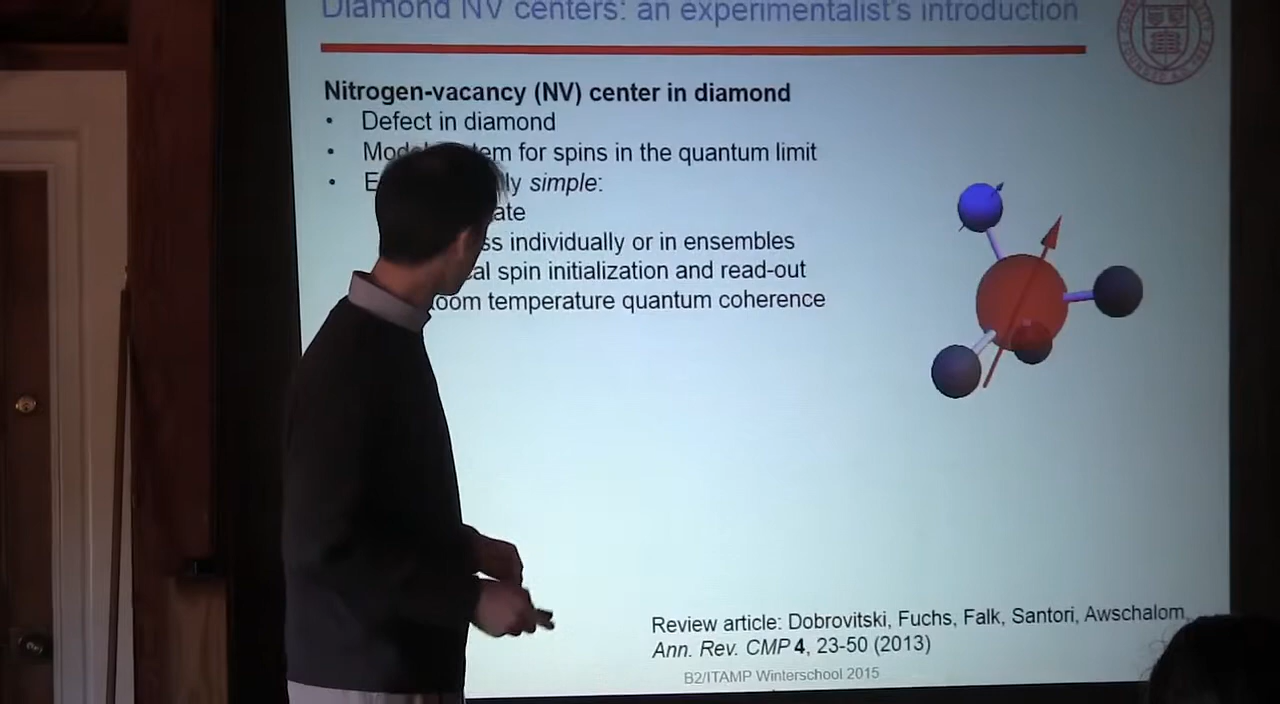 Diamond NV centers: an experimentalist's introduction
Nitrogen-vacancy (NV) center in diamond
• Defect in diamond
• Mod em for spins in the quantum limit
• E ly simple:
ate
ss individually or in ensembles
al spin initialization and read-out
oom temperature quantum coherence
Review article: Dobrovitski, Fuchs, Falk, Santori, Awschalom,
Ann. Rev. CMP 4, 23-50 (2013)
B2/ITAMP Winterschool 2015